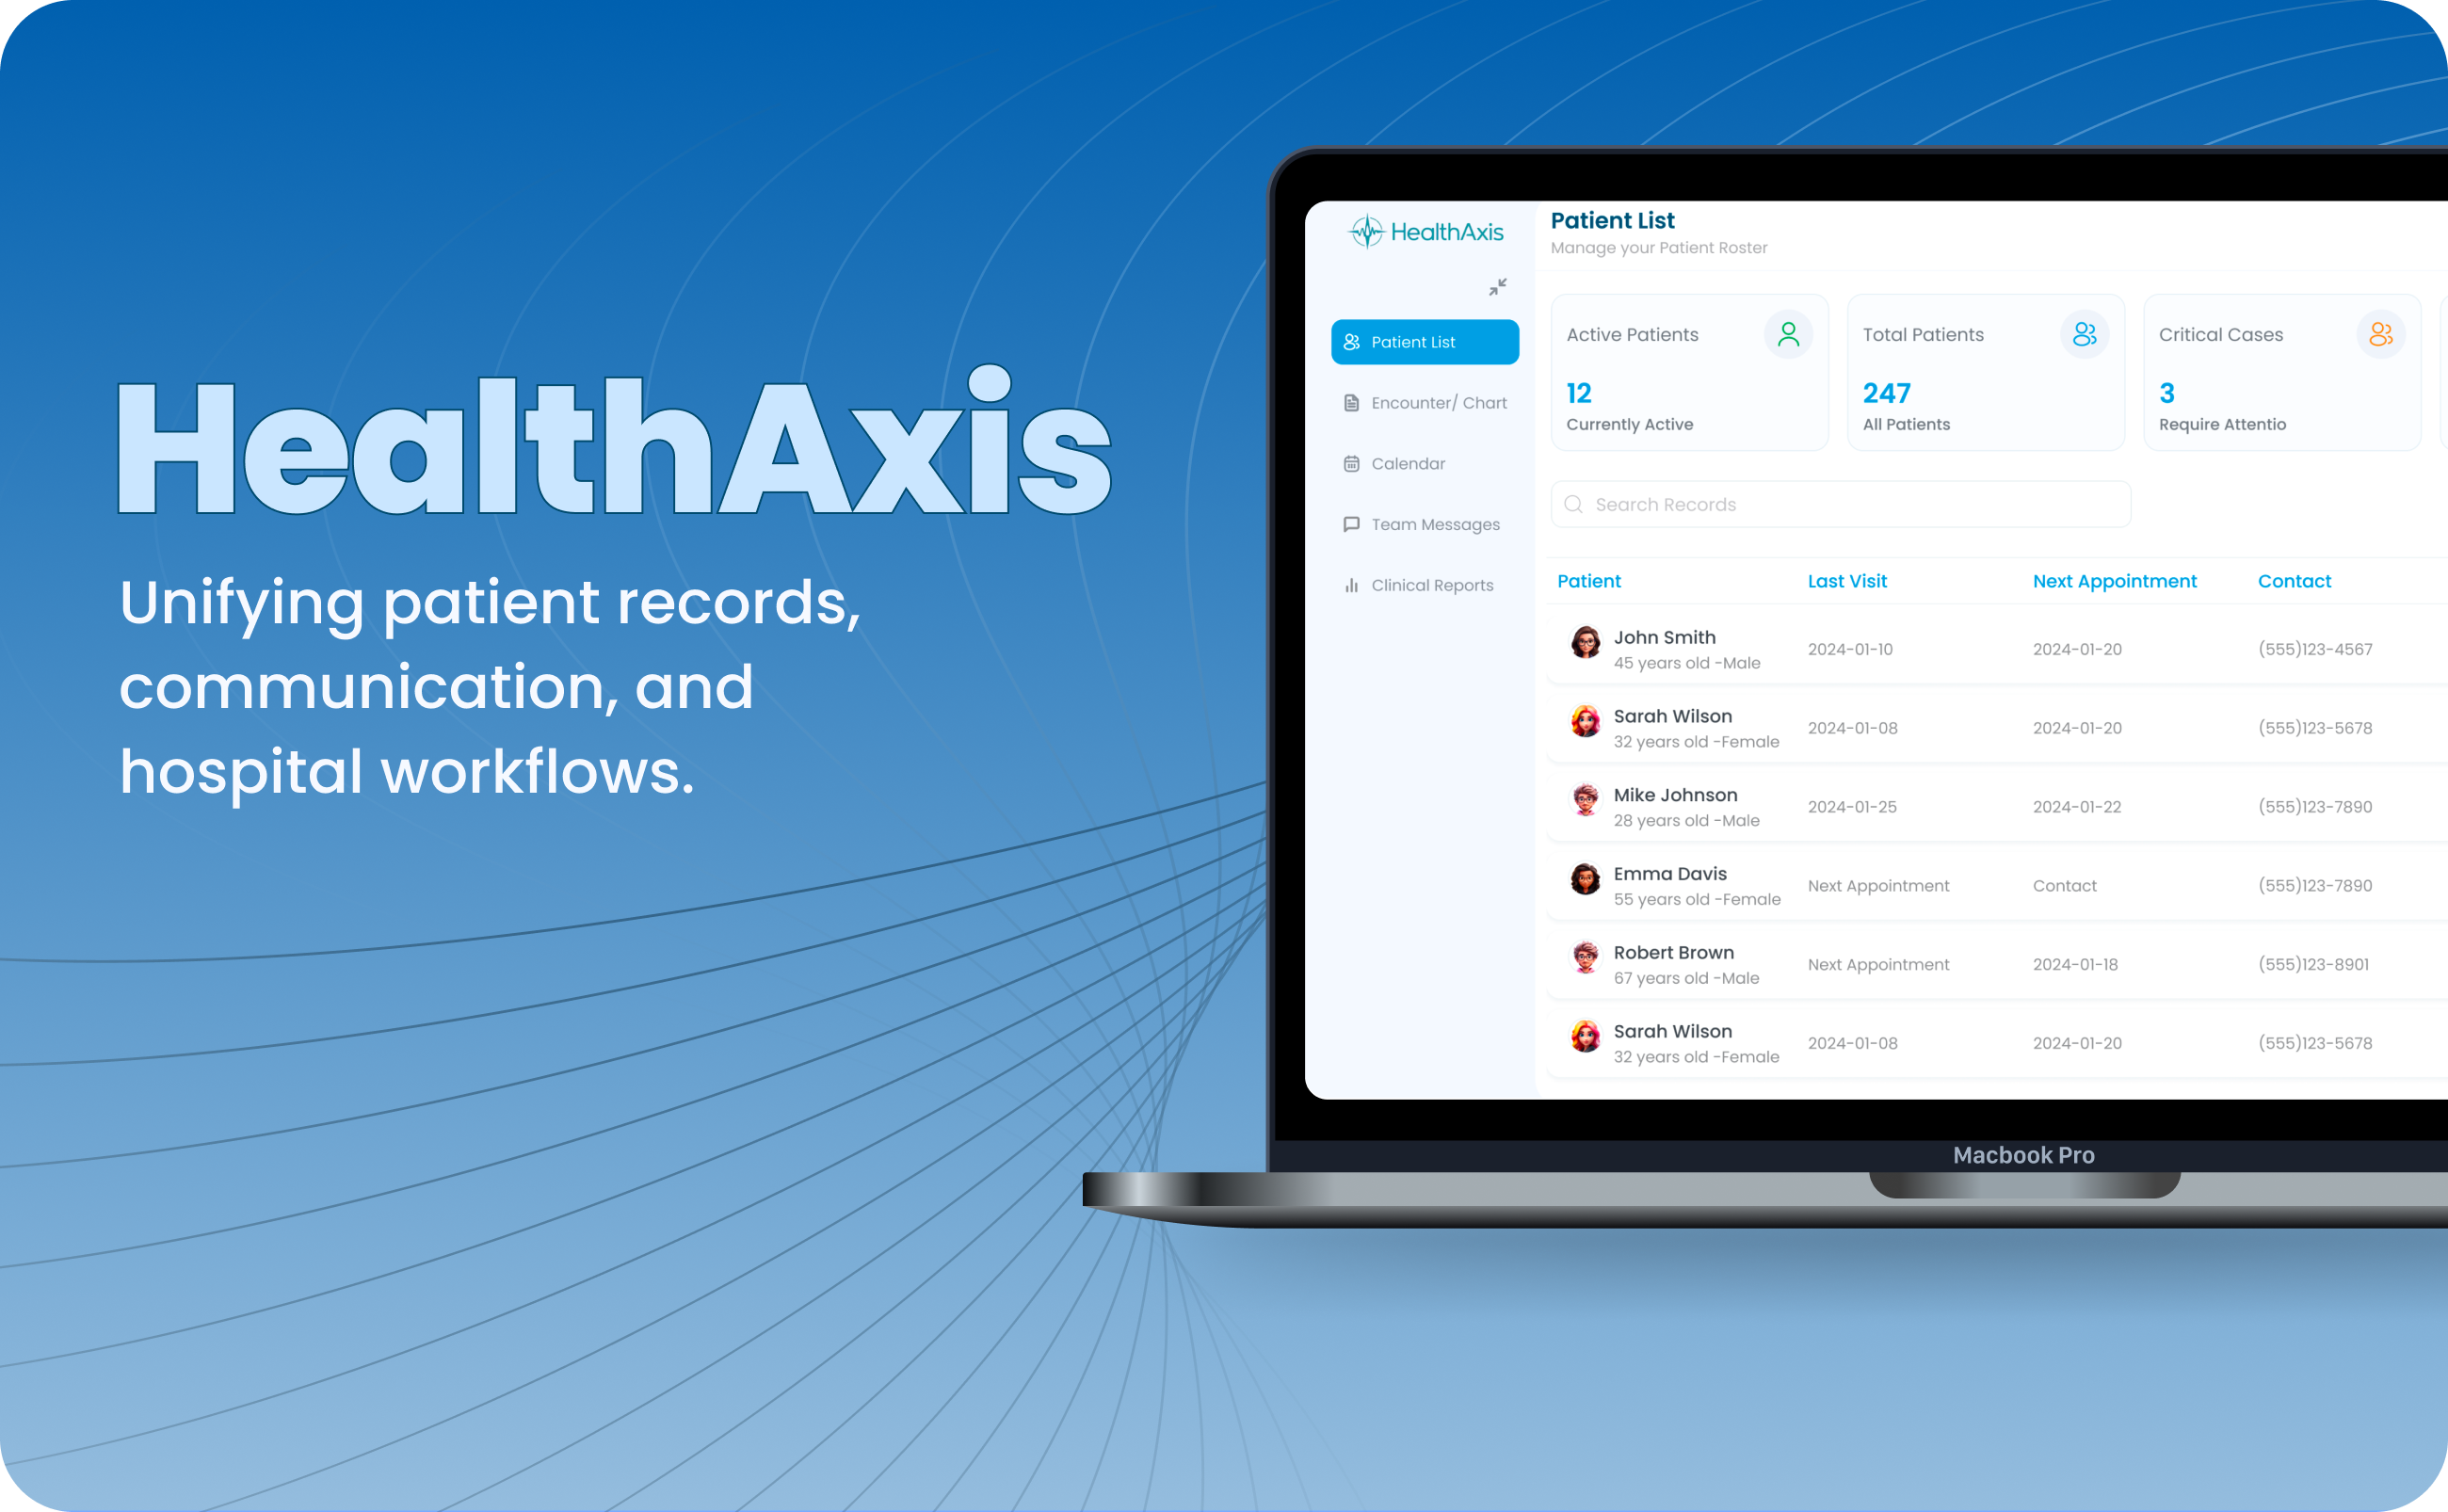 HealthAxis
Unifying patient records,
communication, and
hospital workflows.
HealthAxis
Patient List
Encounter/ Chart
Calendar
Team Messages
Clinical Reports
Patient List
Manage your Patient Roster
Active Patients
12
Currently Active
Total Patients
247
All Patients
Critical Cases
3
Require Attentio
Search Records
Patient Last Visit Next Appointment Contact
John Smith
45 years old -Male
2024-01-10 2024-01-20 (555)123-4567
Sarah Wilson
32 years old -Female
2024-01-08 2024-01-20 (555)123-5678
Mike Johnson
28 years old -Male
2024-01-25 2024-01-22 (555)123-7890
Emma Davis
55 years old -Female
Next Appointment Contact (555)123-7890
Robert Brown
67 years old -Male
Next Appointment 2024-01-18 (555)123-8901
Sarah Wilson
32 years old -Female
2024-01-08 2024-01-20 (555)123-5678
Macbook Pro